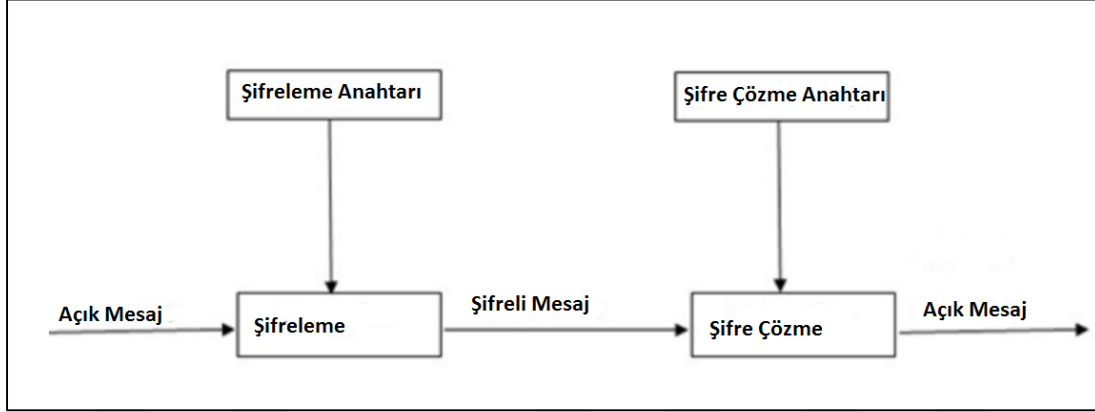 Şifreleme Anahtarı
Şifre Çözme Anahtarı
Açık Mesaj
Şifreleme
Şifreli Mesaj
Şifre Çözme
Açık Mesaj